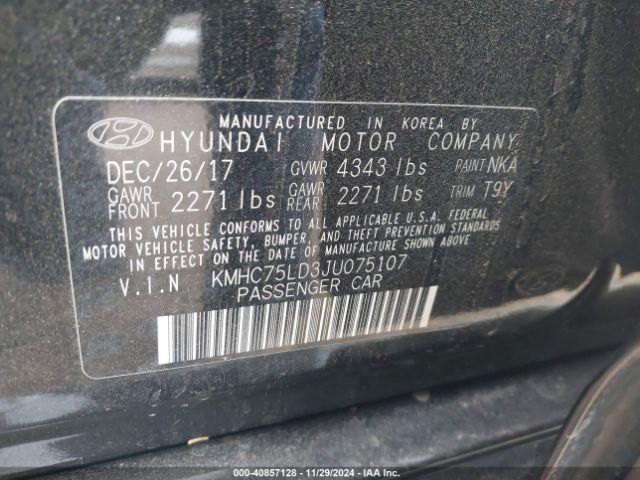 MANUFACTURED IN KOREA BY
HYUNDAI MOTOR COMPANY
DEC/26/17 GVWR 4343 lbs PAINT NKA
GAWR FRONT 2271 lbs GAWR REAR 2271 lbs TRIM T9Y
THIS VEHICLE CONFORMS TO ALL APPLICABLE U.S.A. FEDERAL
MOTOR VEHICLE SAFETY, BUMPER, AND THEFT PREVENTION STANDARDS
IN EFFECT ON THE DATE OF MANUFACTURE SHOWN ABOVE.
V.I.N KMHC75LD3JU075107
PASSENGER CAR
000-40857128 - 11/29/2024 - IAA Inc.